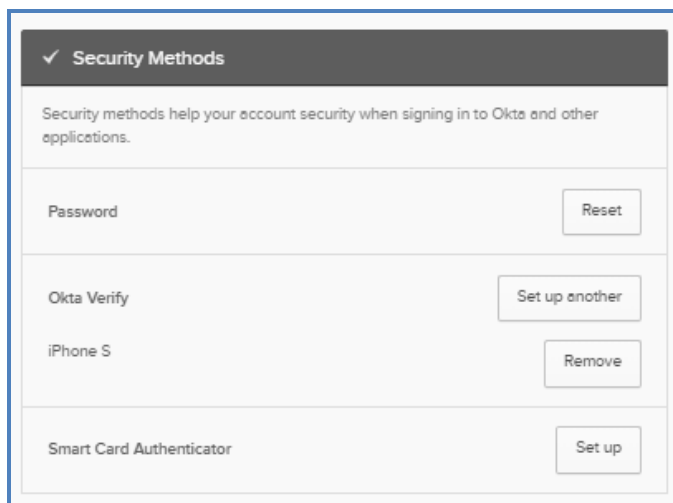 Security Methods
Security methods help your account security when signing in to Okta and other
applications.
Password
Reset
Okta Verify
Set up another
iPhone S
Remove
Smart Card Authenticator
Set up